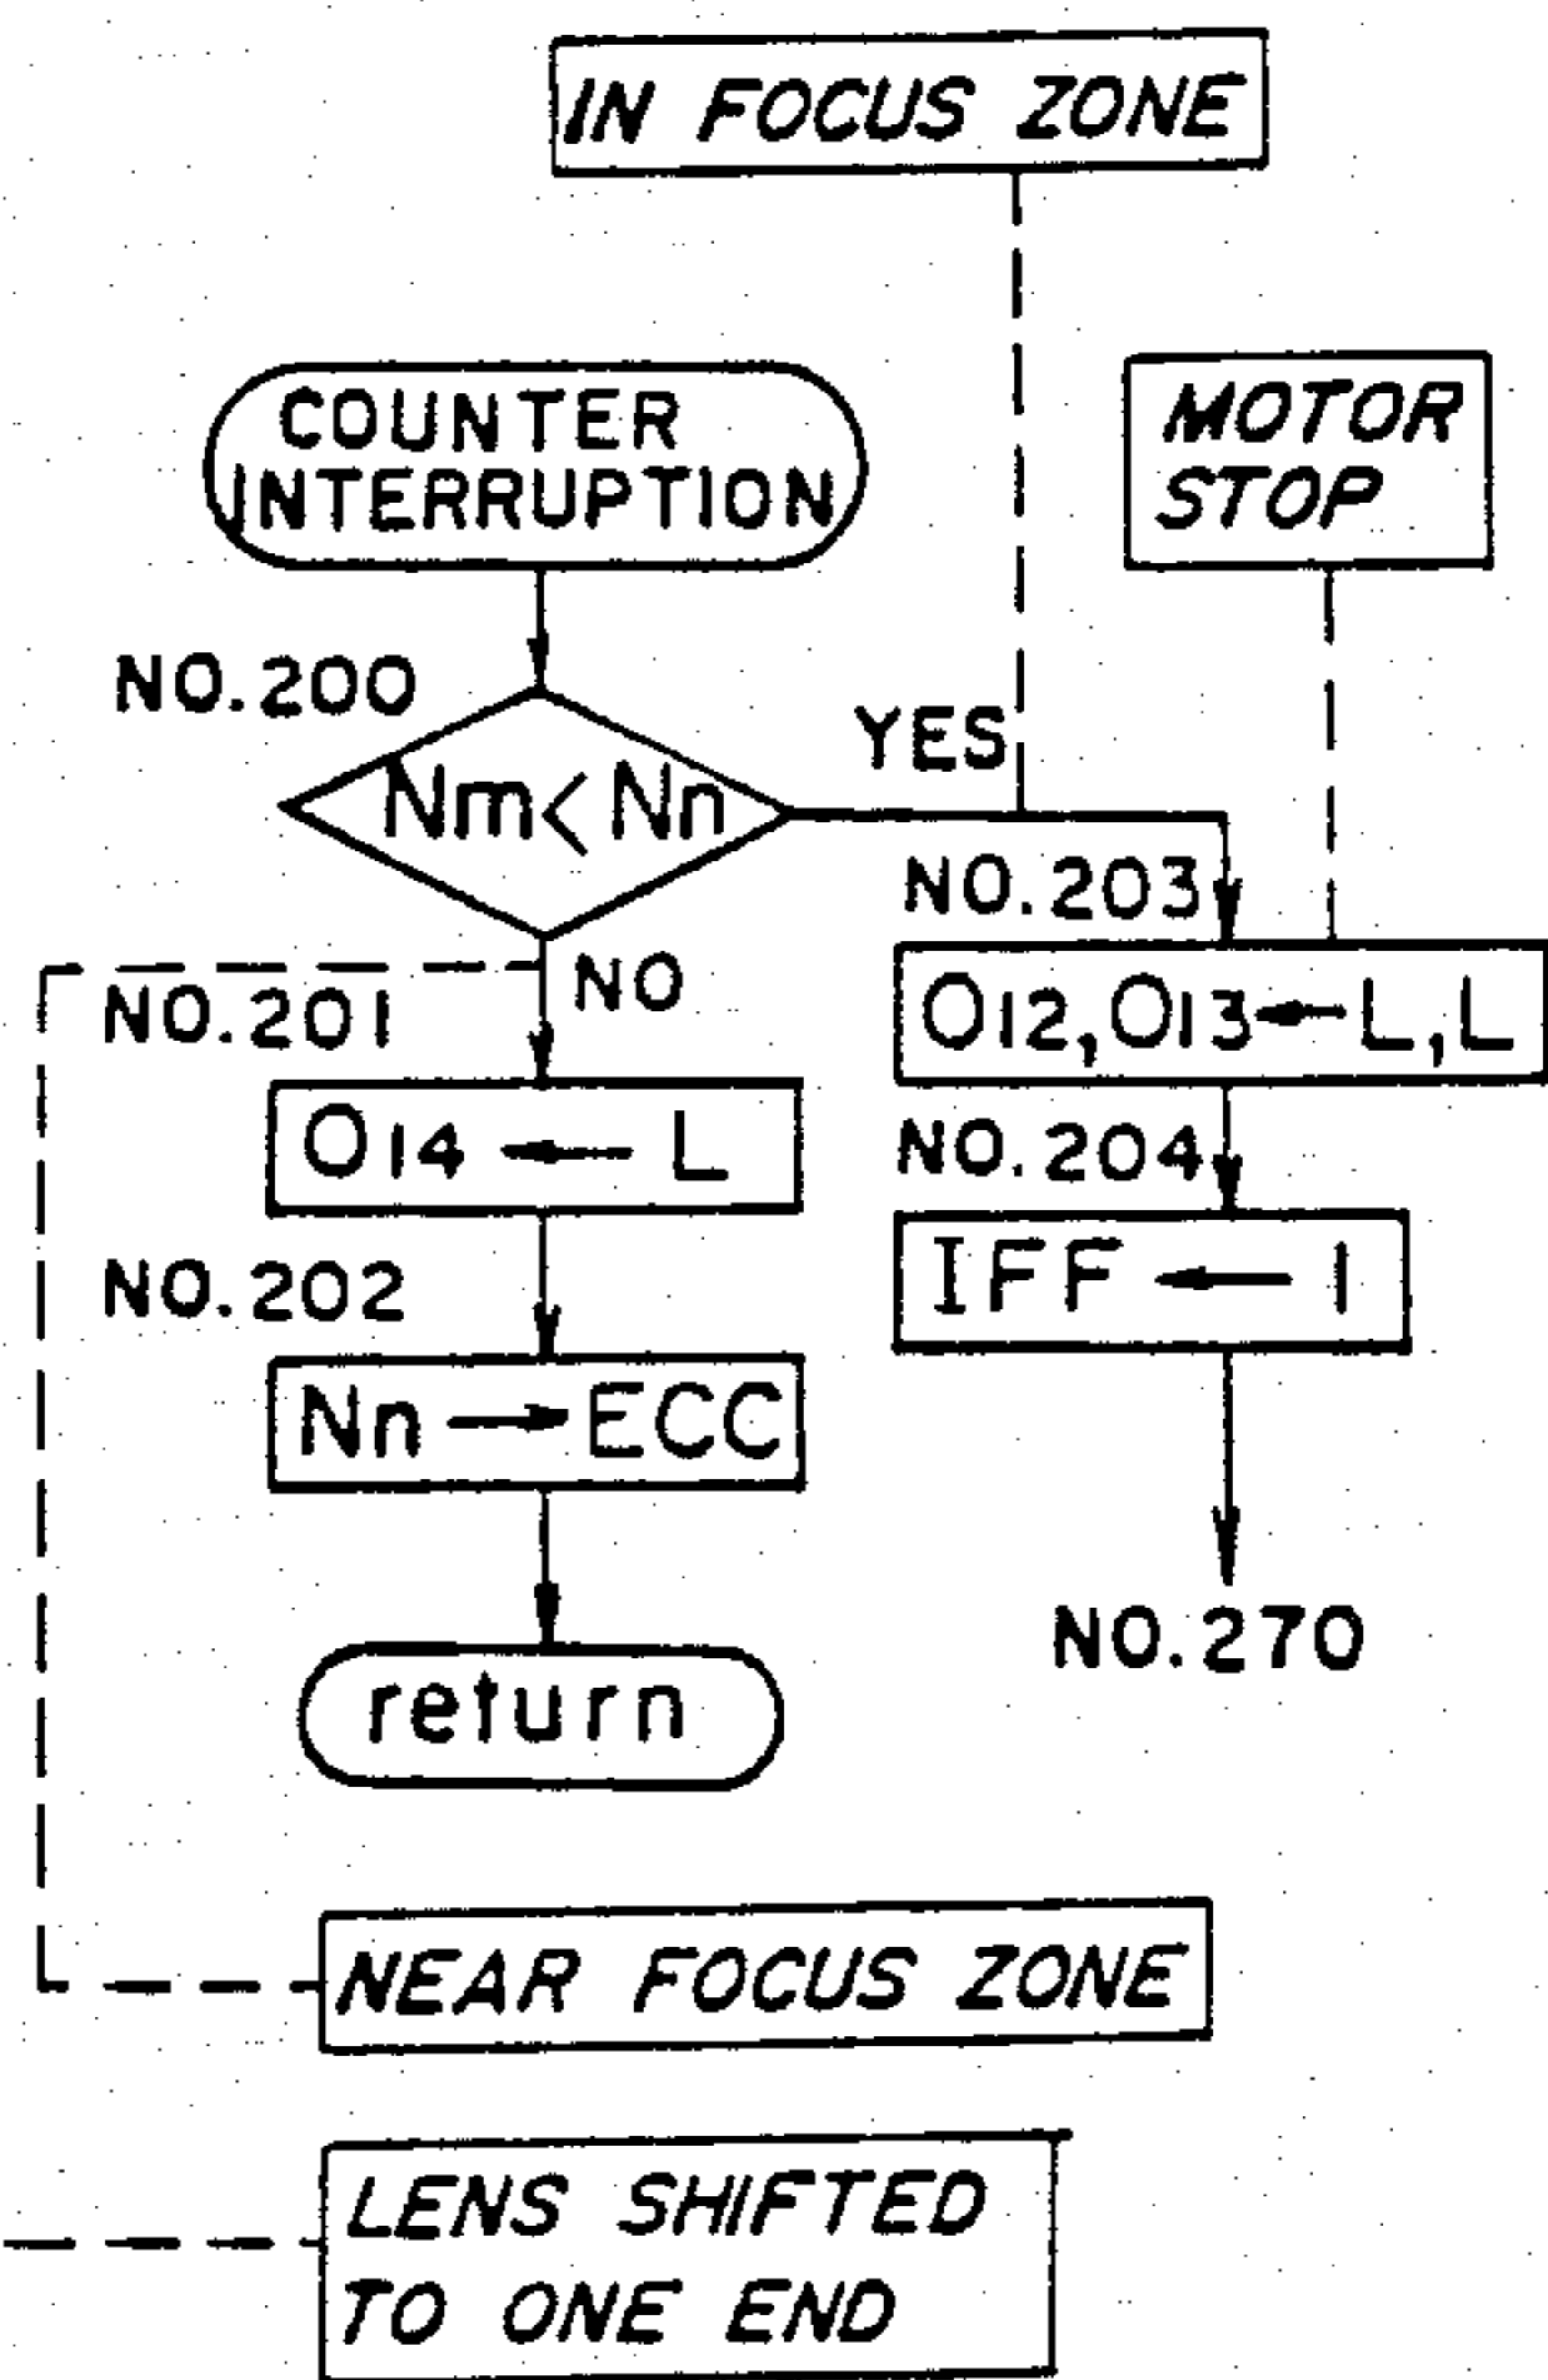 IN FOCUS ZONE
COUNTER
INTERRUPTION
MOTOR
STOP
NO.200
Nm<Nn
YES
NO.203
NO
NO.201
O12,O13←L,L
O14 ← L
NO.204
IFF ← 1
NO.202
Nn→ECC
NO.270
return
NEAR FOCUS ZONE
LENS SHIFTED
TO ONE END